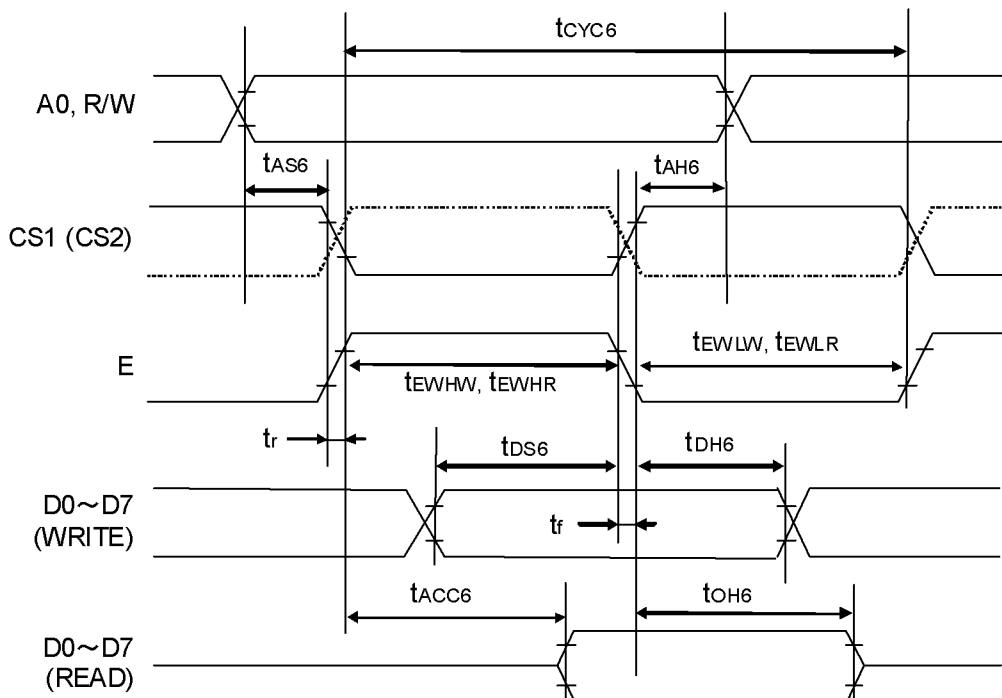 tCYC6
A0, R/W
tAS6
tAH6
CS1 (CS2)
E
tEWLW, tEWLR
tEWHW, tEWHR
tr
tDS6
tDH6
D0～D7
(WRITE)
tf
tACC6
tOH6
D0～D7
(READ)